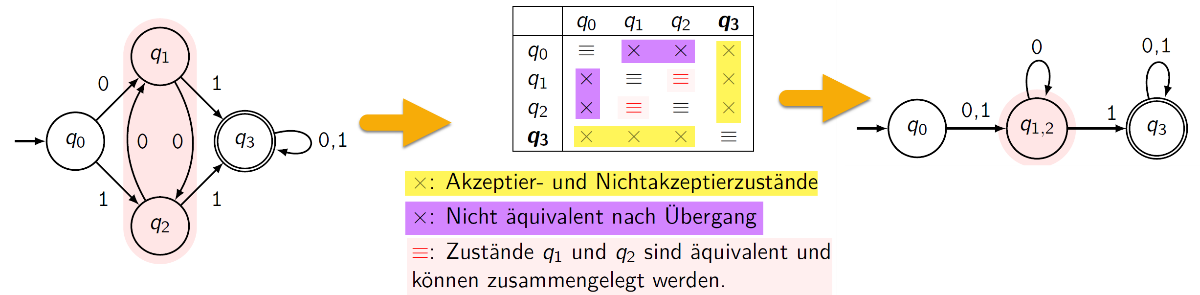 q0 q1 q2 q3
q0 ≡ × × ×
q1 × ≡ ≡ ×
q2 × ≡ ≡ ×
q3 × × × ≡
q1
0 1
q0 0 0 q3 0,1
1 1
q2
0 0,1
q0 0,1 q1,2 1 q3
×: Akzeptier- und Nichtakzeptierzustände
×: Nicht äquivalent nach Übergang
≡: Zustände q1 und q2 sind äquivalent und
können zusammengelegt werden.